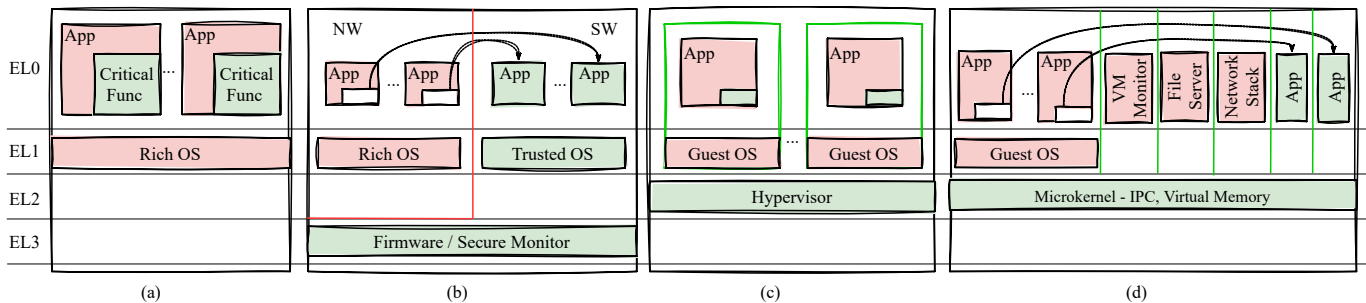 NW SW
EL0
App App
Critical Func ... Critical Func
App ... App App ... App
App App
App ... App VM Monitor File Server Network Stack App App
EL1
Rich OS
Rich OS Trusted OS
Guest OS ... Guest OS
Guest OS
EL2
Hypervisor
Microkernel - IPC, Virtual Memory
EL3
Firmware / Secure Monitor
(a) (b) (c) (d)